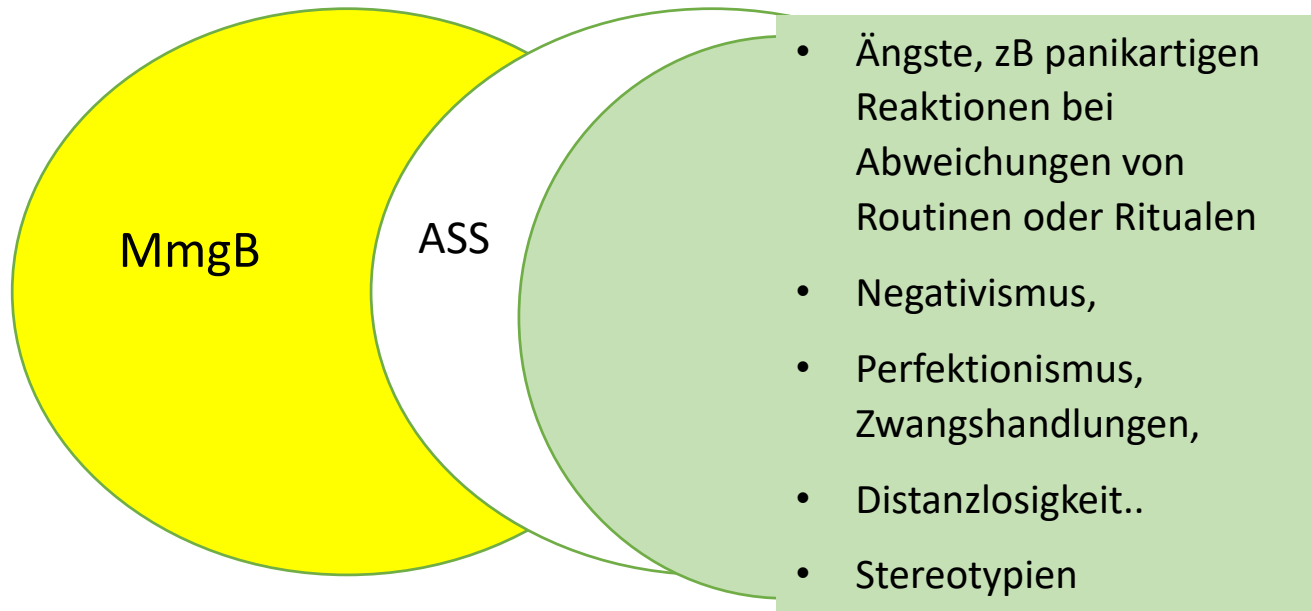 MmgB
ASS
• Ängste, zB panikartigen
Reaktionen bei
Abweichungen von
Routinen oder Ritualen
• Negativismus,
• Perfektionismus,
Zwangshandlungen,
• Distanzlosigkeit..
• Stereotypien